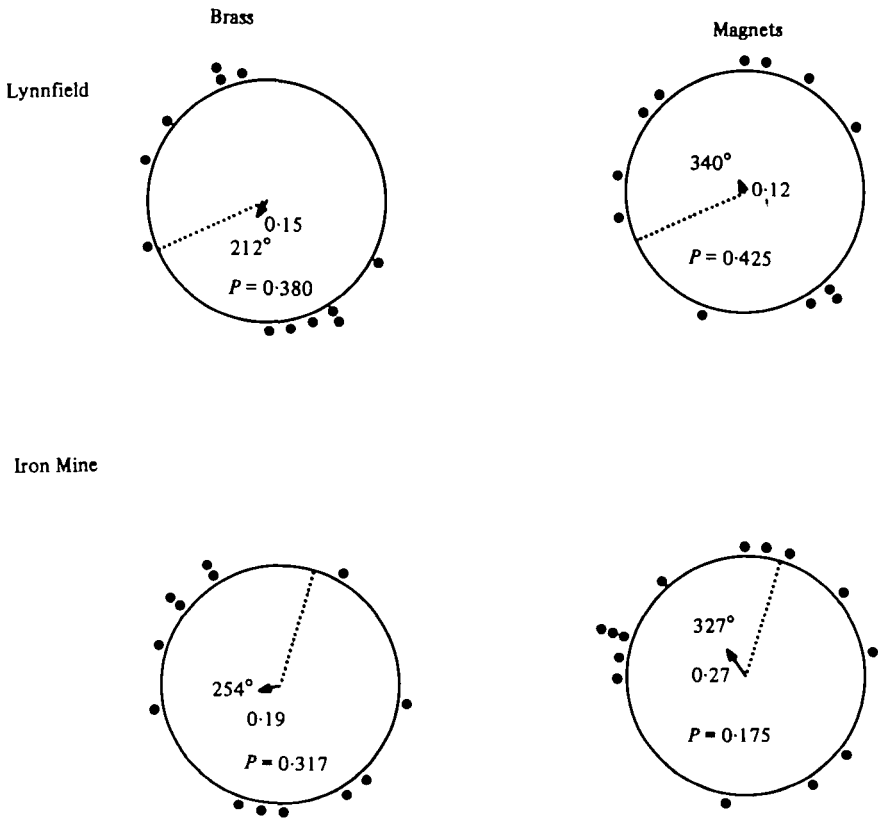 Brass
Magnets
Lynnfield
0·15
212°
P = 0·380
340°
0·12
P = 0·425
Iron Mine
254°
0·19
P = 0·317
327°
0·27
P = 0·175